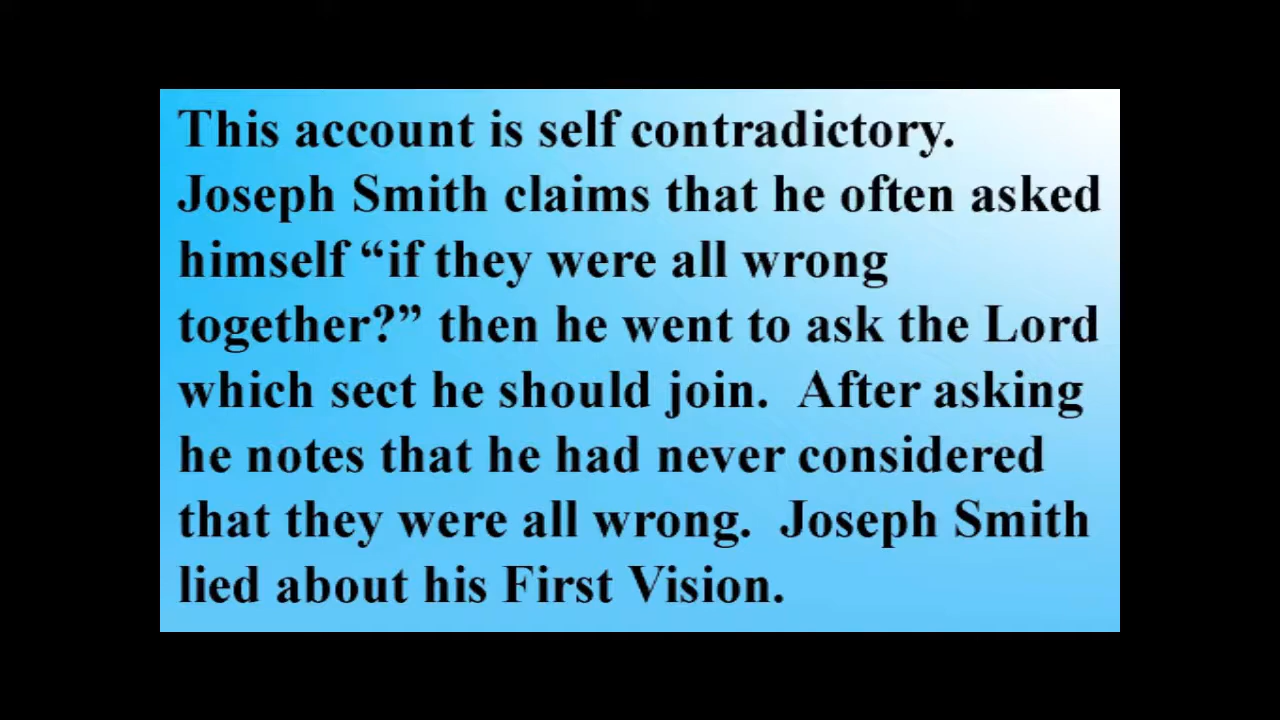 This account is self contradictory.
Joseph Smith claims that he often asked
himself “if they were all wrong
together?” then he went to ask the Lord
which sect he should join.  After asking
he notes that he had never considered
that they were all wrong.  Joseph Smith
lied about his First Vision.